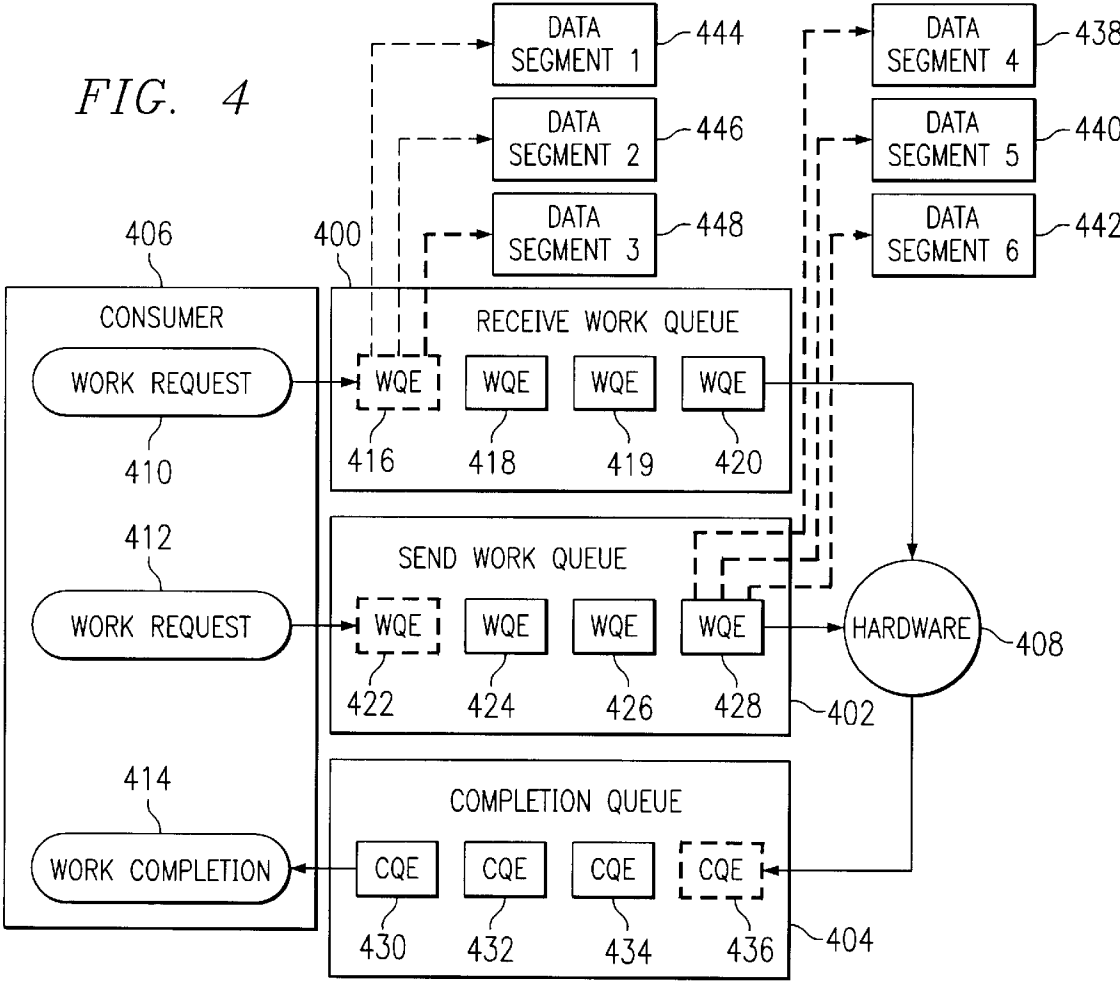 FIG. 4
DATA
SEGMENT 1
444
DATA
SEGMENT 4
438
DATA
SEGMENT 2
446
DATA
SEGMENT 5
440
DATA
SEGMENT 3
448
DATA
SEGMENT 6
442
406
400
CONSUMER
RECEIVE WORK QUEUE
WORK REQUEST
WQE
WQE
WQE
WQE
410
416
418
419
420
412
SEND WORK QUEUE
WORK REQUEST
WQE
WQE
WQE
WQE
HARDWARE
408
422
424
426
428
402
414
COMPLETION QUEUE
WORK COMPLETION
CQE
CQE
CQE
CQE
430
432
434
436
404